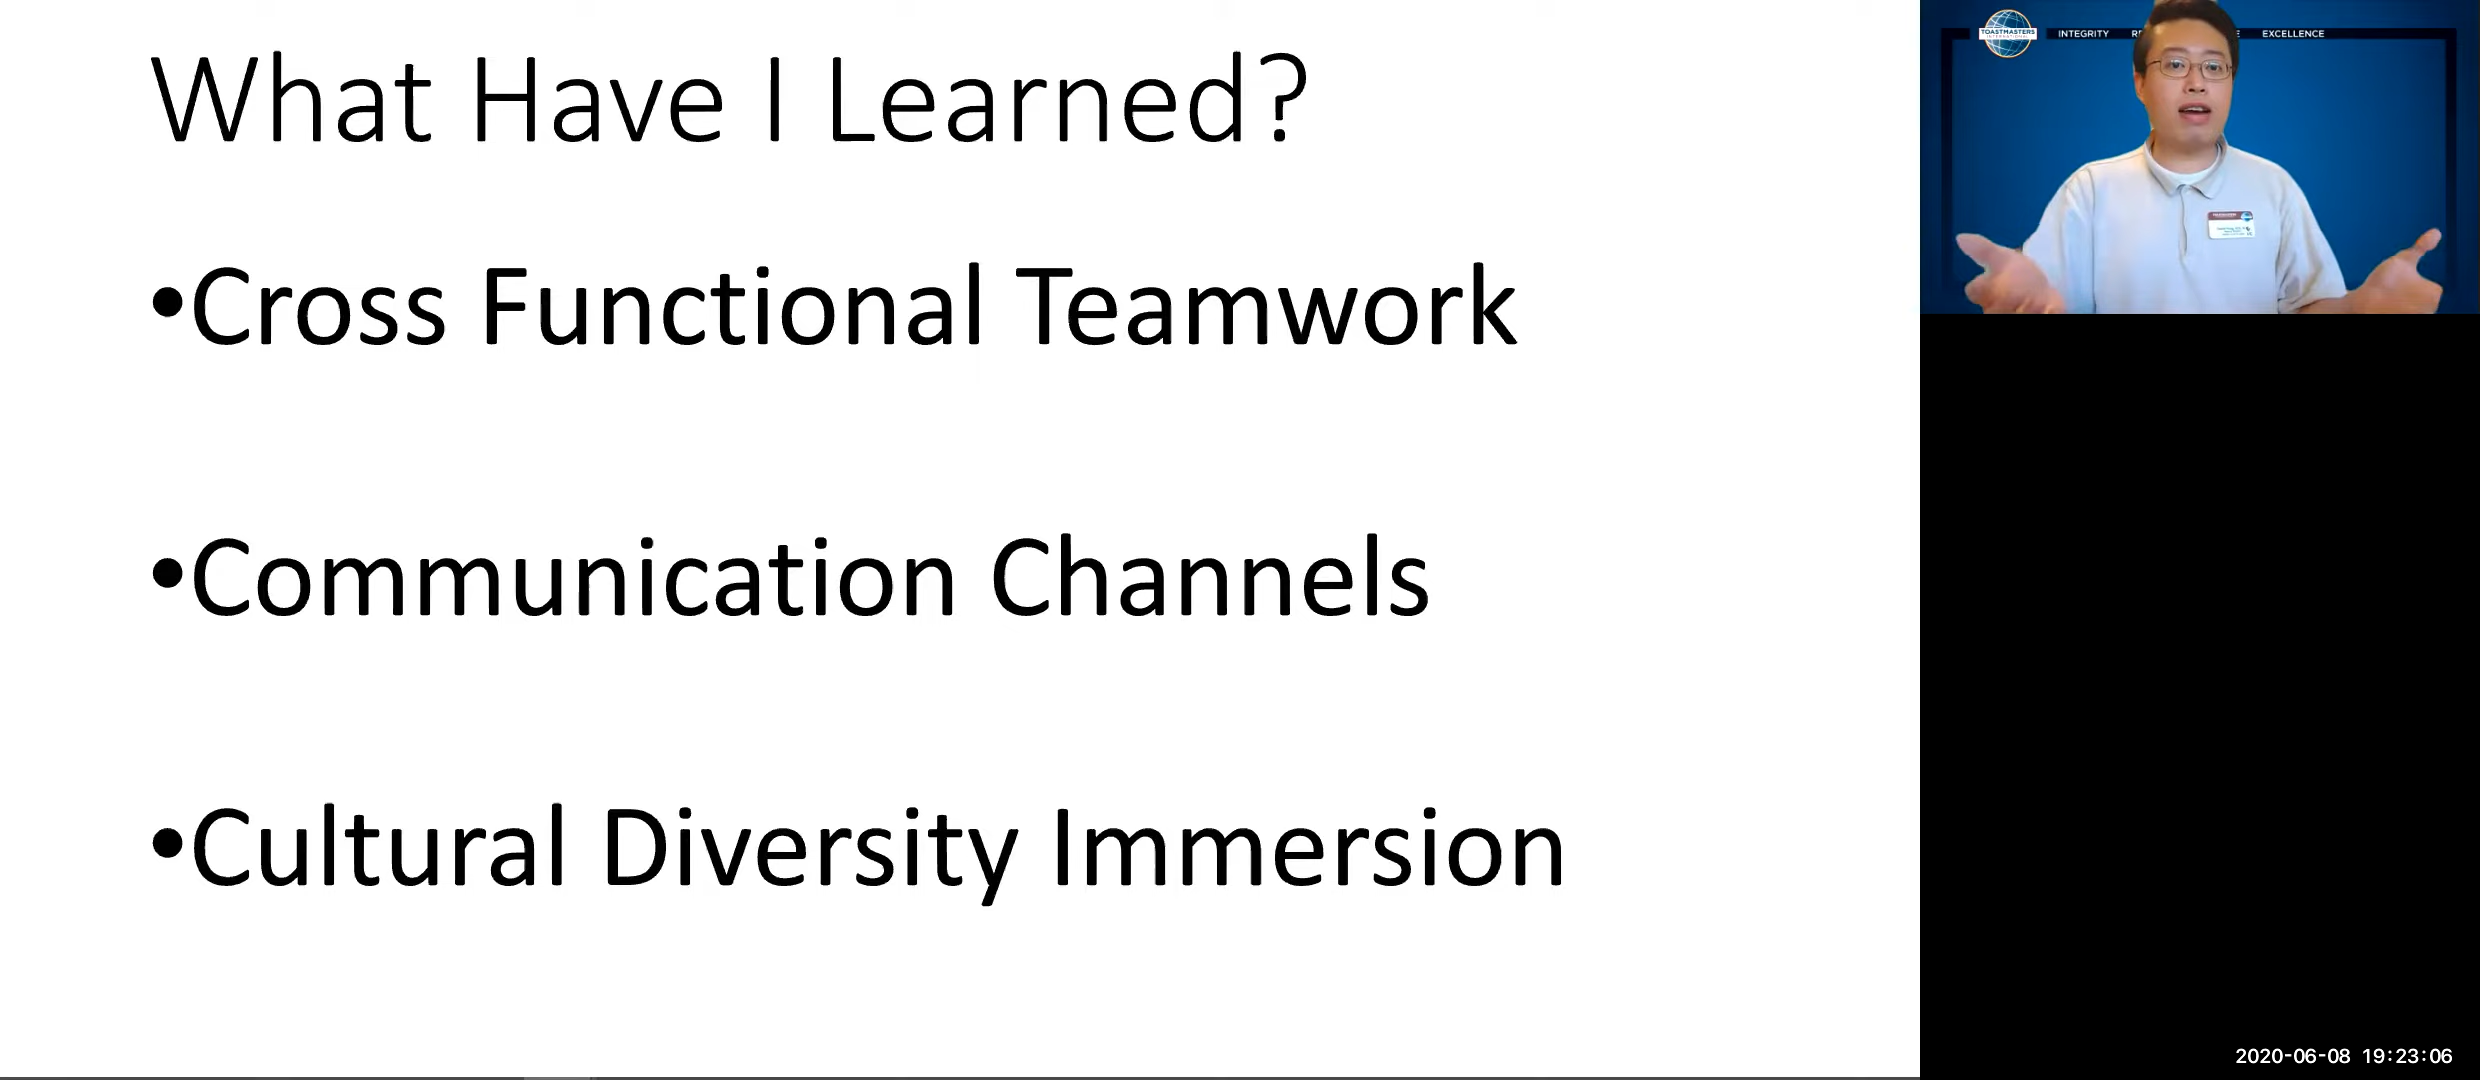 What Have I Learned?
•Cross Functional Teamwork
•Communication Channels
•Cultural Diversity Immersion
TOASTMASTERS
INTERNATIONAL
INTEGRITY
EXCELLENCE
2020-06-08 19:23:06